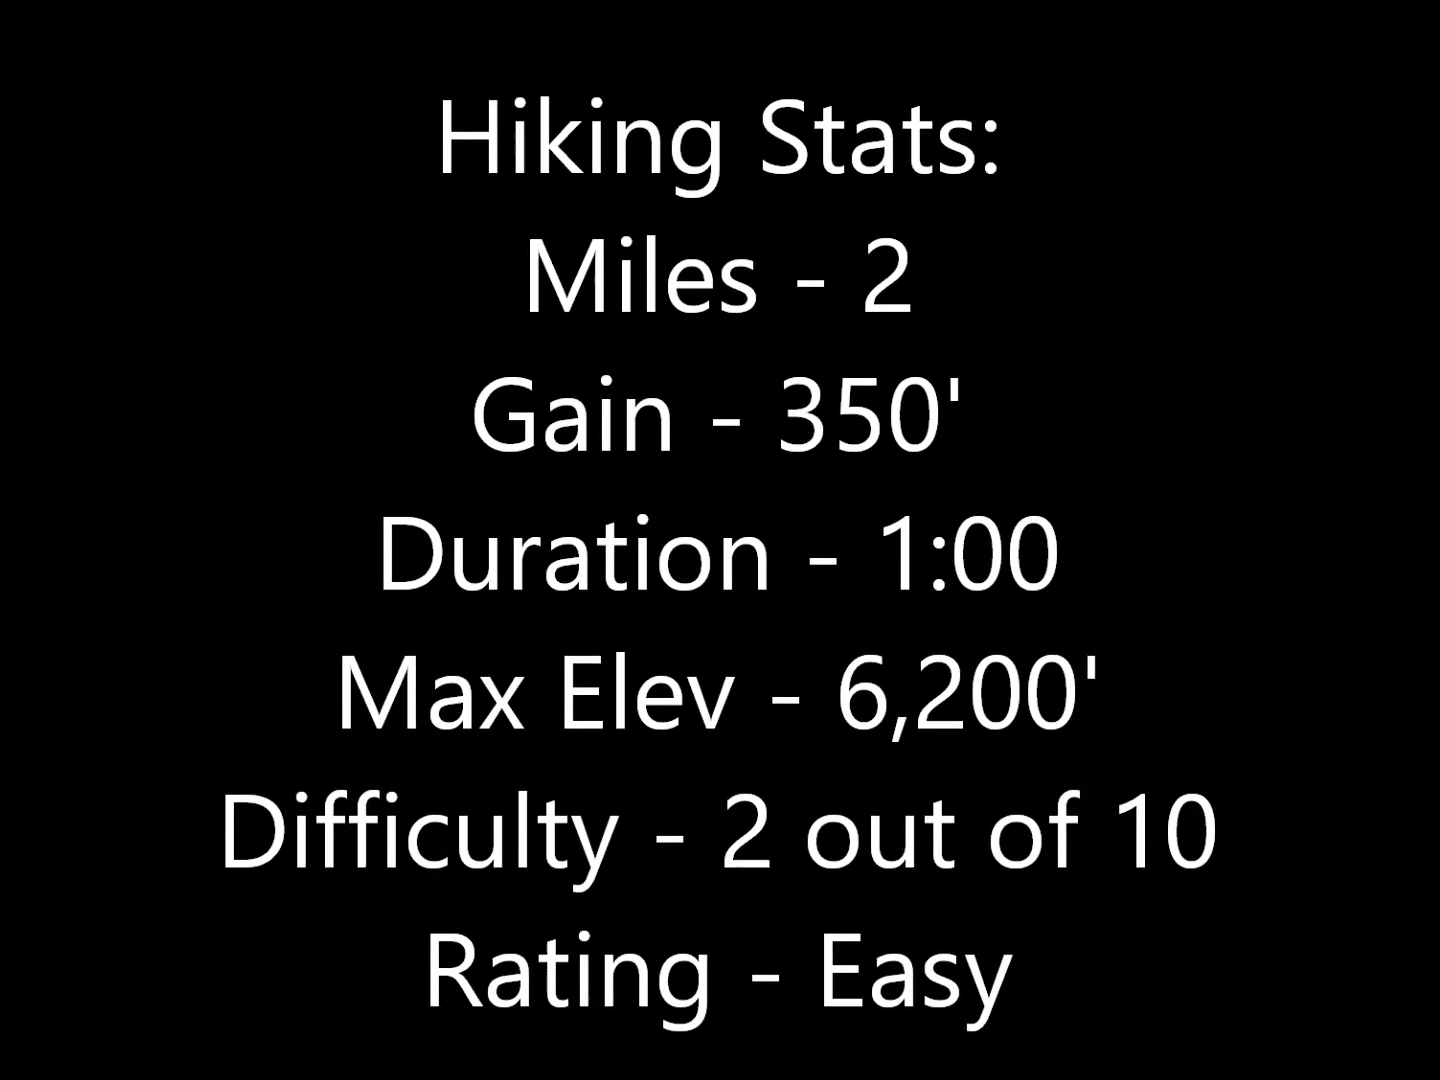 Hiking Stats:
Miles - 2
Gain - 350'
Duration - 1:00
Max Elev - 6,200'
Difficulty - 2 out of 10
Rating - Easy